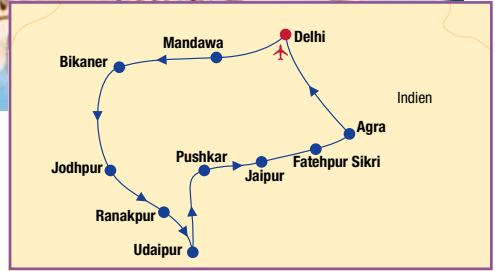 Delhi
Mandawa
Bikaner
Indien
Agra
Pushkar
Fatehpur Sikri
Jodhpur
Jaipur
Ranakpur
Udaipur